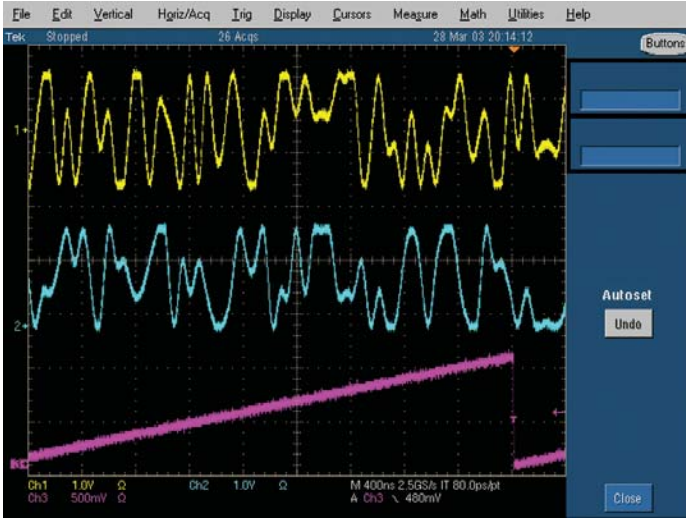 File Edit Vertical Horiz/Acq Trig Display Cursors Measure Math Utilities Help
Tek Stopped 26 Acqs 28 Mar 03 20:14:12 Buttons
1
2
Autoset
Undo
T
Ch1 1.0V Ω Ch2 1.0V Ω M 400ns 2.5GS/s IT 80.0ps/pt
Ch3 500mV Ω A Ch3 \ 480mV
Close